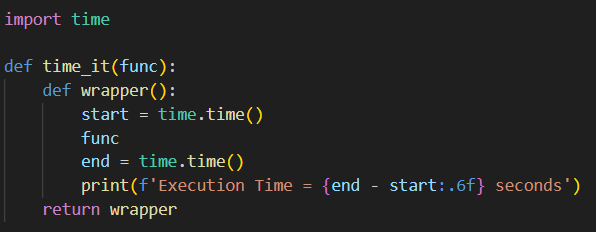 import time
def time_it(func):
    def wrapper():
        start = time.time()
        func
        end = time.time()
        print(f'Execution Time = {end - start:.6f} seconds')
    return wrapper